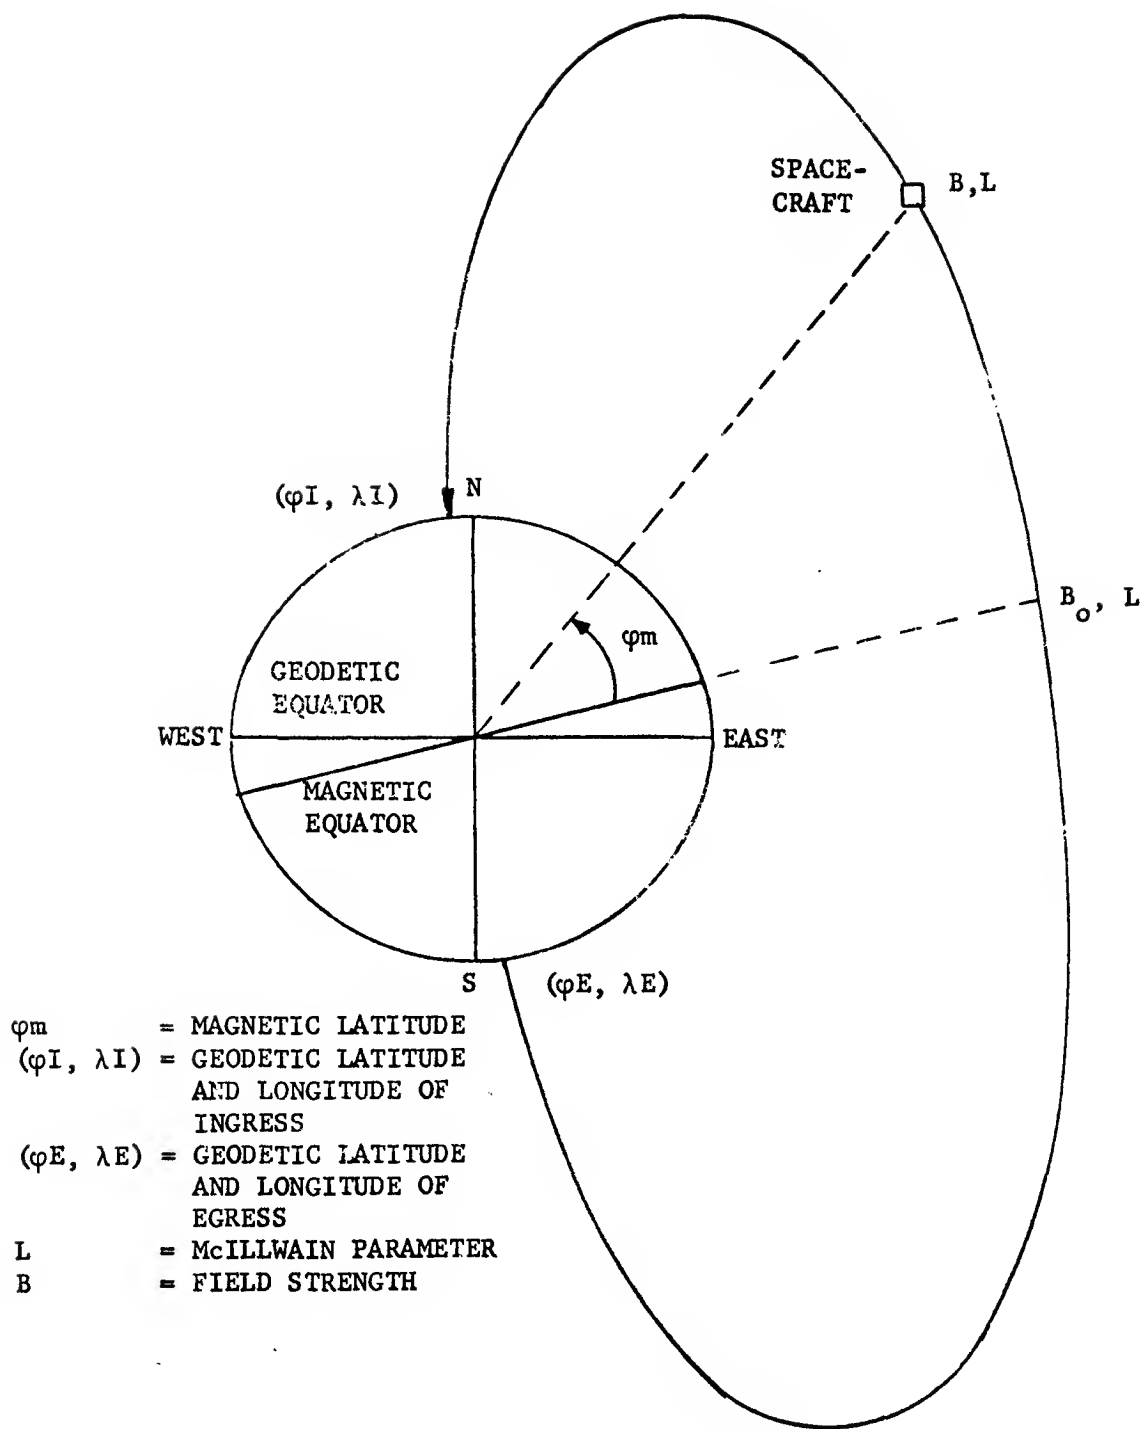 SPACE-
CRAFT
B,L
(φI, λI)
N
B₀, L
φm
GEODETIC
EQUATOR
WEST
EAST
MAGNETIC
EQUATOR
S
(φE, λE)
φm = MAGNETIC LATITUDE
(φI, λI) = GEODETIC LATITUDE
AND LONGITUDE OF
INGRESS
(φE, λE) = GEODETIC LATITUDE
AND LONGITUDE OF
EGRESS
L = McILLWAIN PARAMETER
B = FIELD STRENGTH